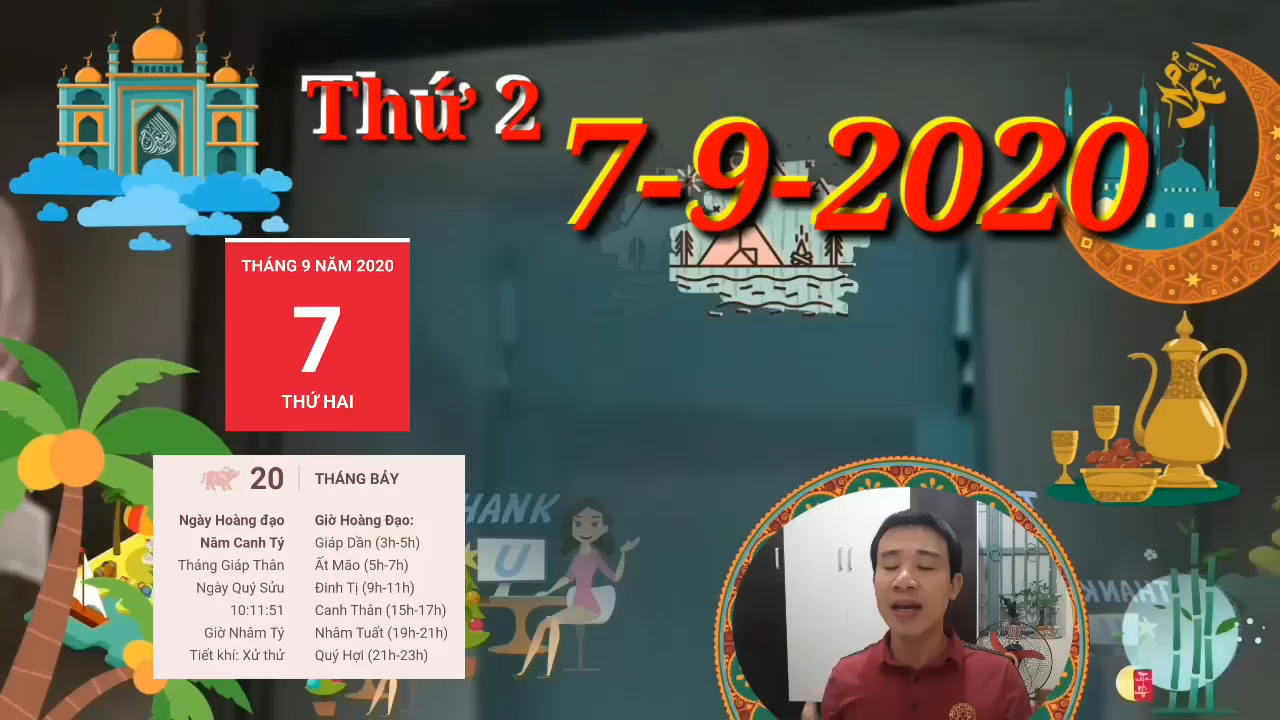 Thứ 2
7-9-2020
THÁNG 9 NĂM 2020
7
THỨ HAI
20 THÁNG BẢY
Ngày Hoàng đạo
Năm Canh Tý
Tháng Giáp Thân
Ngày Quý Sửu
10:11:51
Giờ Nhâm Tý
Tiết khí: Xử thử
Giờ Hoàng Đạo:
Giáp Dần (3h-5h)
Ất Mão (5h-7h)
Đinh Tị (9h-11h)
Canh Thân (15h-17h)
Nhâm Tuất (19h-21h)
Quý Hợi (21h-23h)
HANK
U
THANK
U